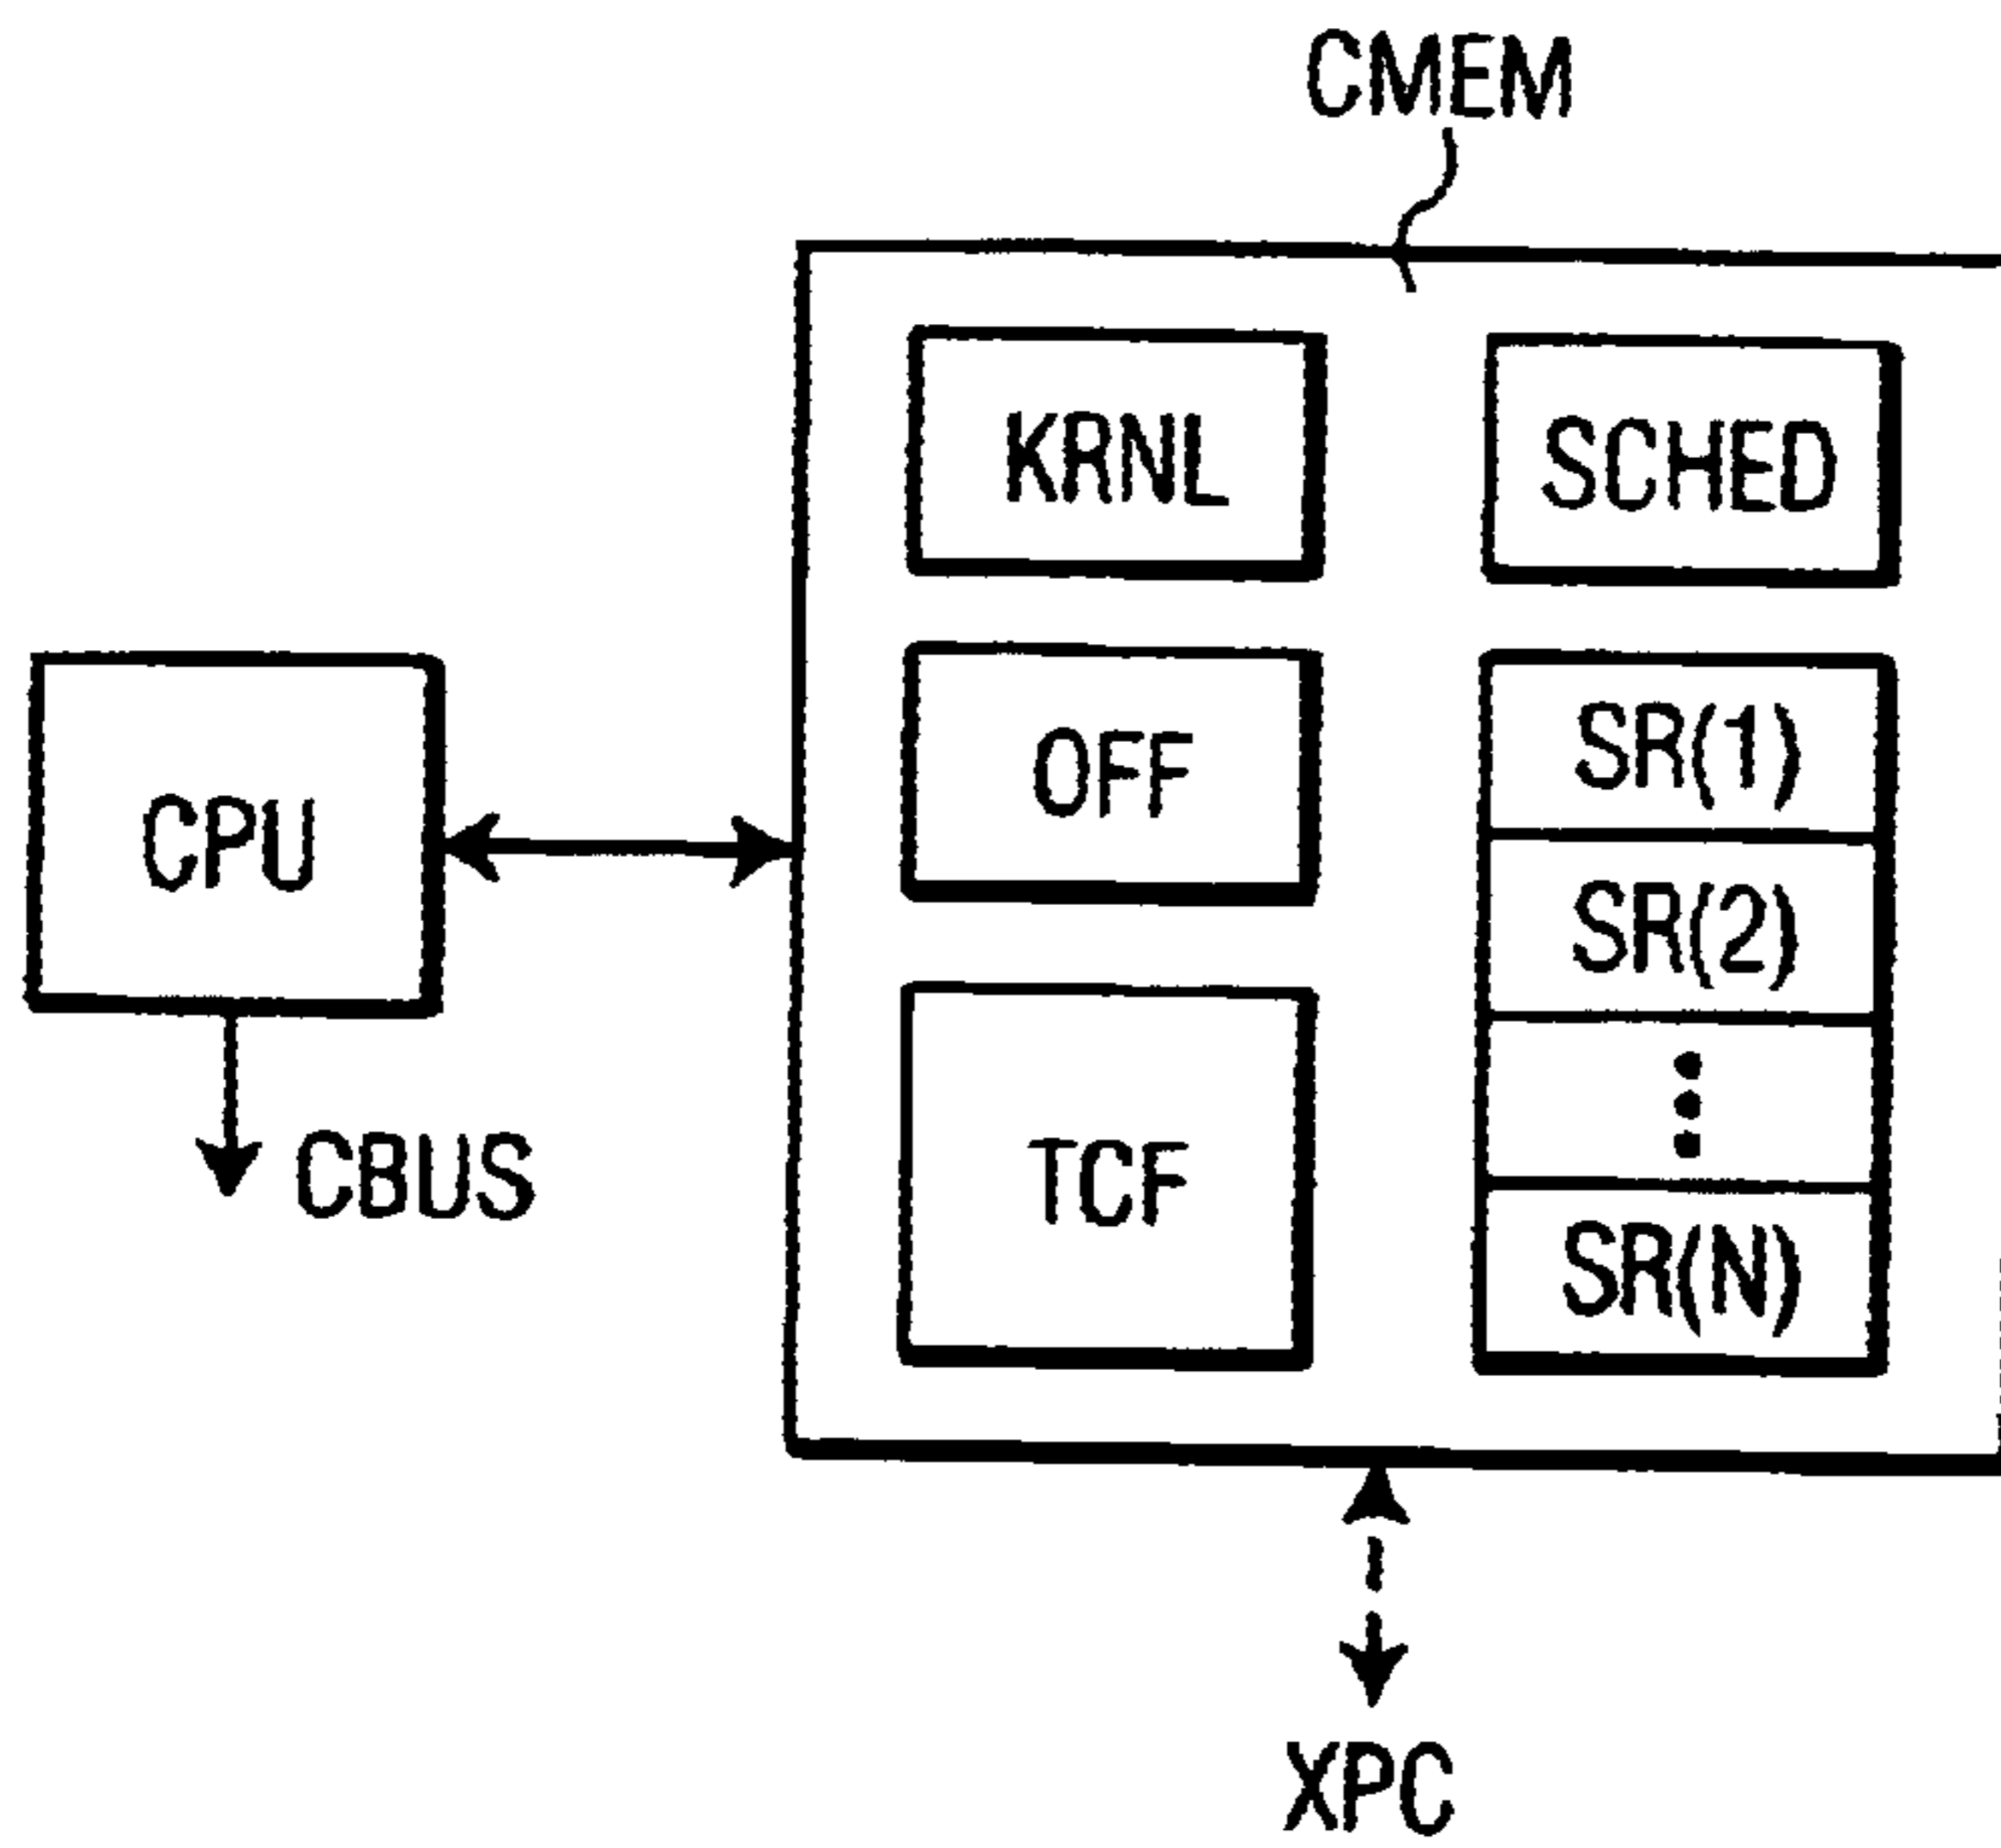 CMEM
KRNL
SCHED
CPU
OFF
SR(1)
SR(2)
CBUS
TCF
SR(N)
XPC